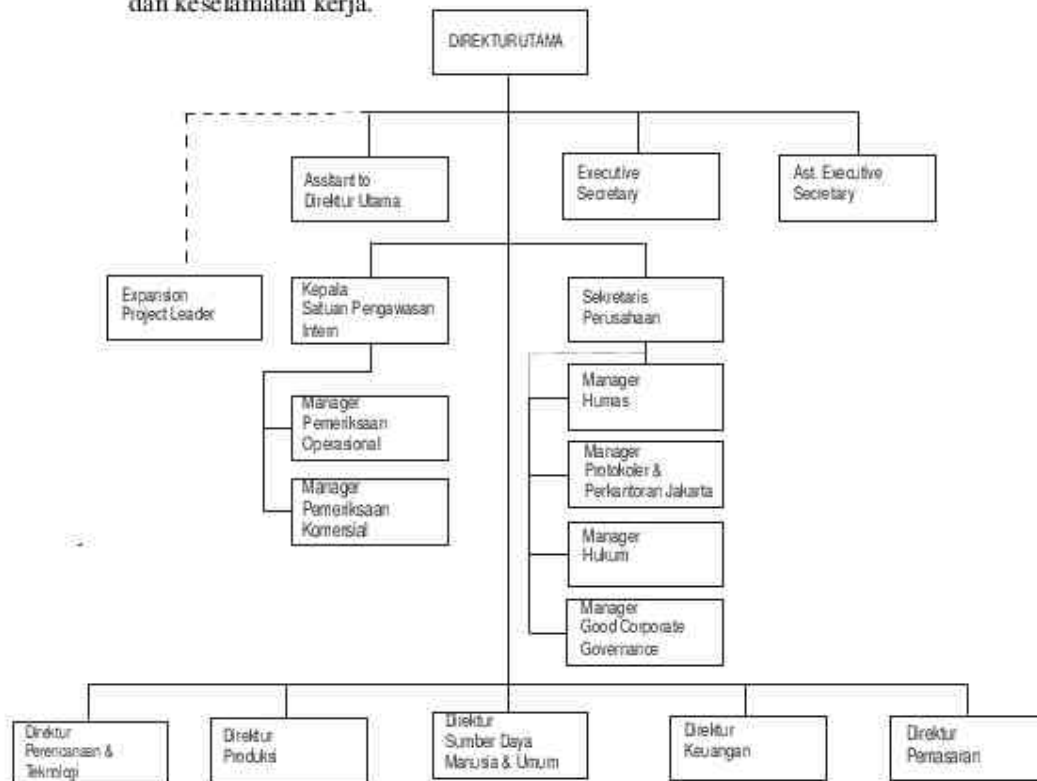 dan keselamatan kerja.
DIREKTUR UTAMA
Assitant to
Direktur Utama
Executive
Secretary
Ast. Executive
Secretary
Expansion
Project Leader
Kepala
Satuan Pengawasan
Intern
Sekretaris
Perusahaan
Manager
Pemeriksaan
Operasional
Manager
Pemeriksaan
Komersial
Manager
Humas
Manager
Protokoler &
Perkantoran Jakarta
Manager
Hukum
Manager
Good Corporate
Governance
Direktur
Perencanaan &
Teknologi
Direktur
Produksi
Direktur
Sumber Daya
Manusia & Umum
Direktur
Keuangan
Direktur
Pemasaran